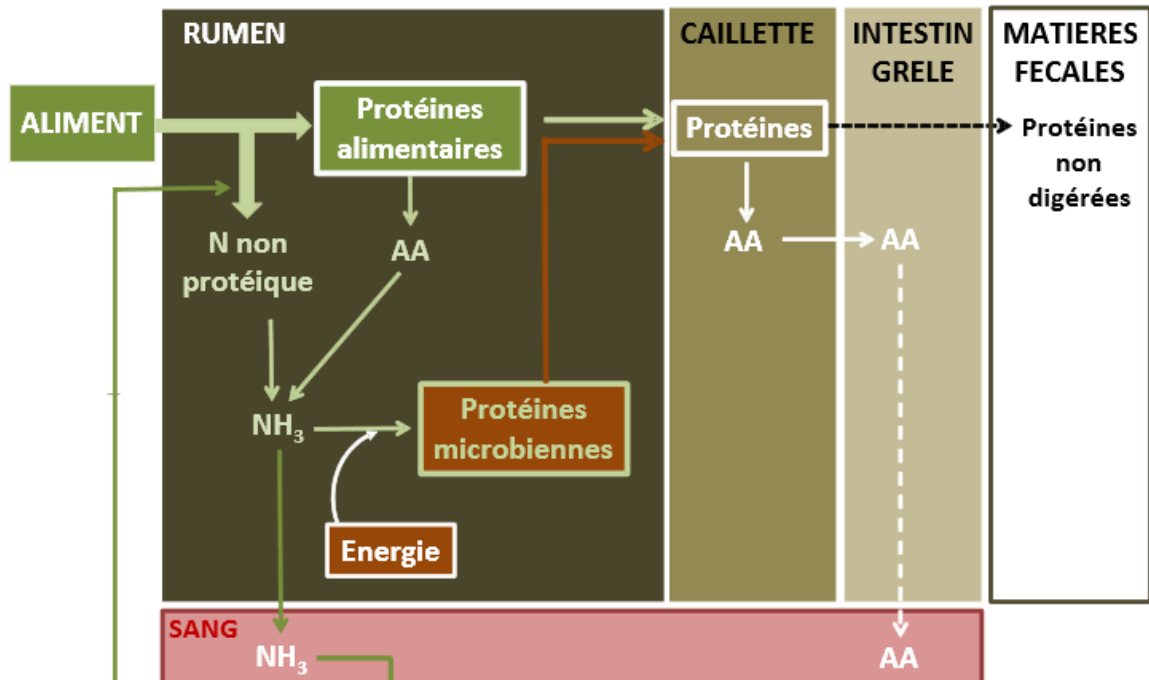 RUMEN
CAILLETTE
INTESTIN
GRELE
MATIERES
FECALES
ALIMENT
Protéines
alimentaires
Protéines
Protéines
non
digérées
N non
protéique
AA
AA
AA
NH₃
Protéines
microbiennes
Energie
SANG
NH₃
AA